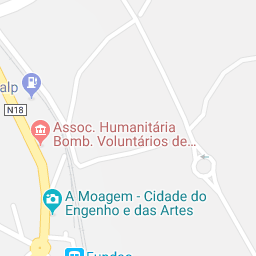 alp
N18
Assoc. Humanitária
Bomb. Voluntários de...
A Moagem - Cidade do
Engenho e das Artes